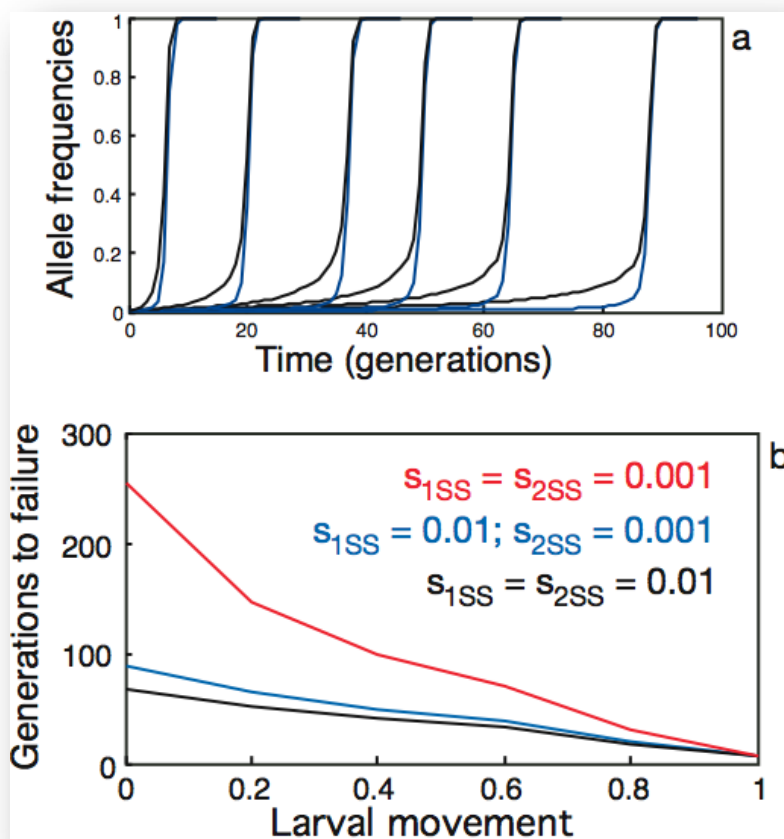 a
Allele frequencies
1
0.8
0.6
0.4
0.2
0
0 20 40 60 80 100
Time (generations)
b
Generations to failure
300
200
100
0
s1SS = s2SS = 0.001
s1SS = 0.01; s2SS = 0.001
s1SS = s2SS = 0.01
0 0.2 0.4 0.6 0.8 1
Larval movement